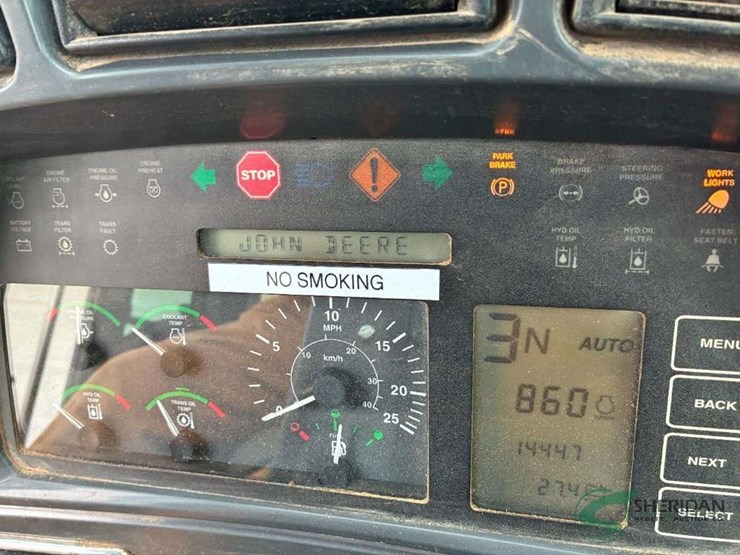 ENGINE AIR FILTER
ENGINE OIL PRESSURE
ENGINE PREHEAT
STOP
PARK BRAKE
BRAKE PRESSURE
STEERING PRESSURE
WORK LIGHTS
BATTERY VOLTAGE
TRANS FILTER
TRANS FAULT
HYD OIL TEMP
HYD OIL FILTER
FASTEN SEAT BELT
JOHN DEERE
NO SMOKING
COOLANT TEMP
HYD OIL TEMP
TRANS OIL TEMP
0 5 10 15 20 25
MPH
10 20 30 40
km/h
3N AUTO
860
14447
MENU
BACK
NEXT
SELECT
SHERIDAN